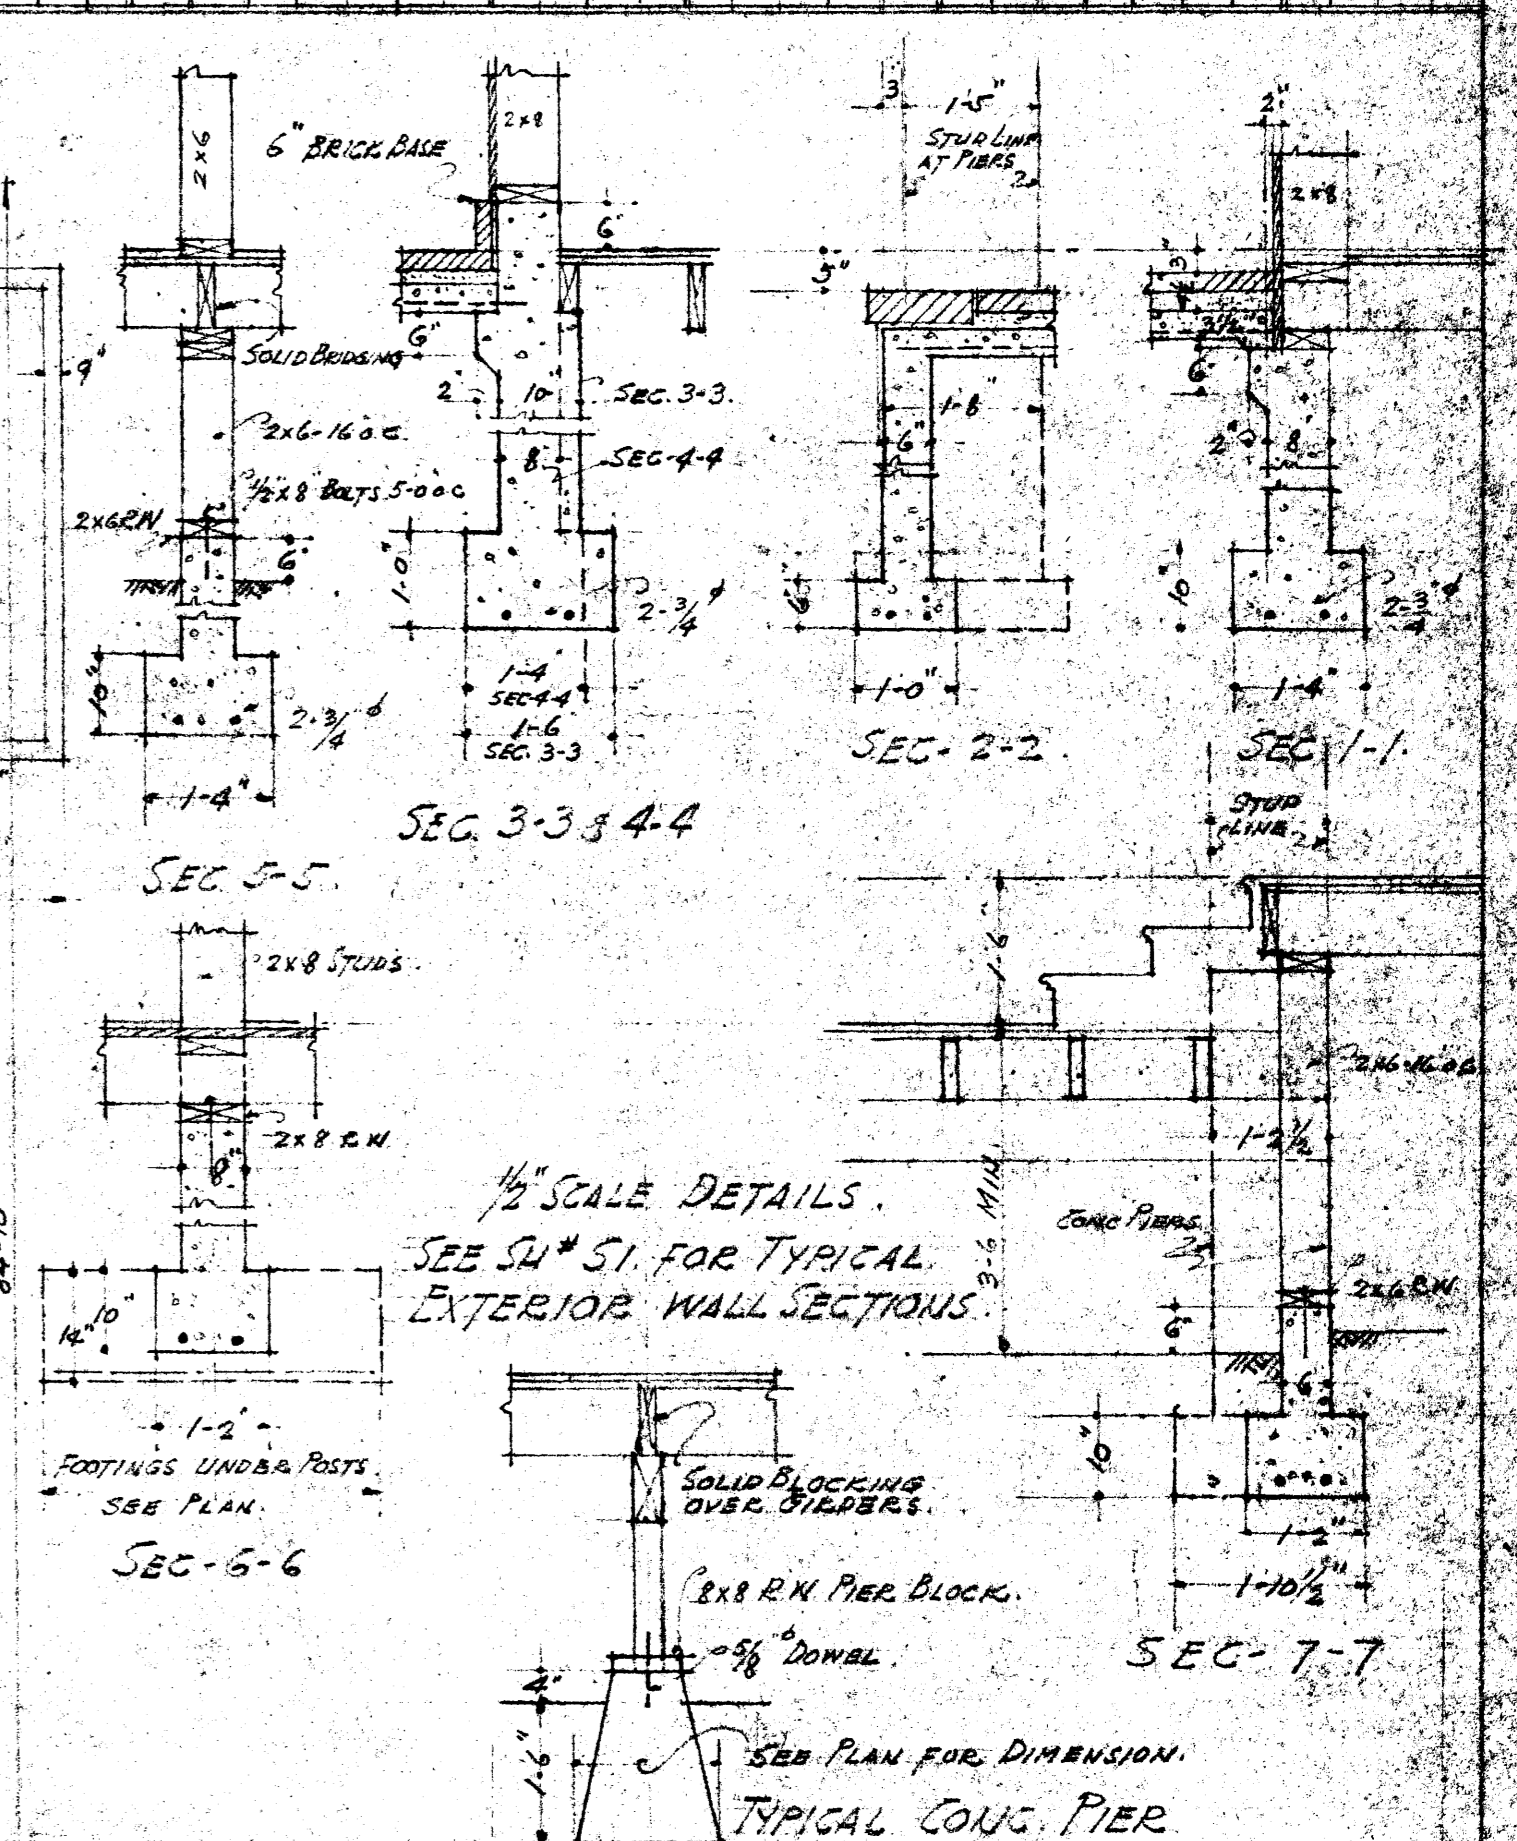 2x6
6" BRICK BASE
2x8
6"
SOLID BRIDGING
9"
2x6-16 o.c.
1/2x8" BOLTS 5-0 o.c
2x6 RW
6"
10"
2-3/4 φ
1-4"
SEC. 5-5.
6"
2"
10"
SEC. 3-3.
8"
SEC-4-4
1-0"
2-3/4 φ
1-4"
SEC 4-4
1-6
SEC. 3-3
SEC. 3-3 & 4-4
3"
1-5"
STUD LINE
AT PIERS
5"
1-8"
6"
6"
1-0"
SEC- 2-2.
2"
2x8
3"
3 1/2"
6"
2"
8"
10"
2-3/4" φ
1-4"
SEC. 1-1.
STUD
LINE
1-6"
2x6-16 o.c
1-2 1/2
3-6 MIN.
CONC PIERS
2x6 RW
6"
6
10"
1-2"
1-10 1/2"
SEC- 7-7
2x8 STUDS.
2x8 RW
8"
14"
10"
1-2"
FOOTINGS UNDER POSTS.
SEE PLAN.
SEC-6-6
1/2" SCALE DETAILS.
SEE SH# S1. FOR TYPICAL
EXTERIOR WALL SECTIONS.
SOLID BLOCKING
OVER GIRDERS.
8x8 RW PIER BLOCK.
5/8" φ DOWEL.
4"
1-6"
SEE PLAN FOR DIMENSION.
TYPICAL CONC. PIER